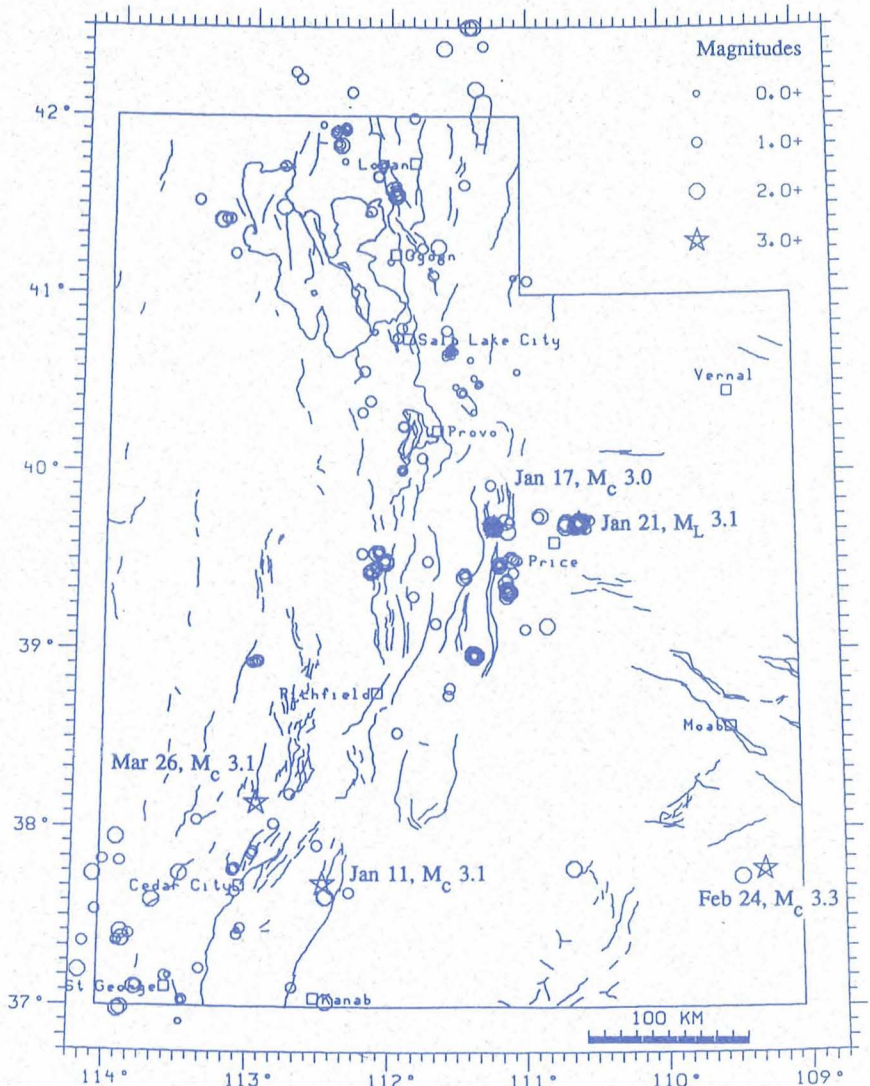 Magnitudes
0.0+
1.0+
2.0+
3.0+
42°
41°
40°
39°
38°
37°
Logan
Ogden
Salt Lake City
Vernal
Provo
Jan 17, Mc 3.0
Jan 21, ML 3.1
Price
Richfield
Moab
Mar 26, Mc 3.1
Jan 11, Mc 3.1
Cedar City
Feb 24, Mc 3.3
St George
Kanab
100 KM
114° 113° 112° 111° 110° 109°